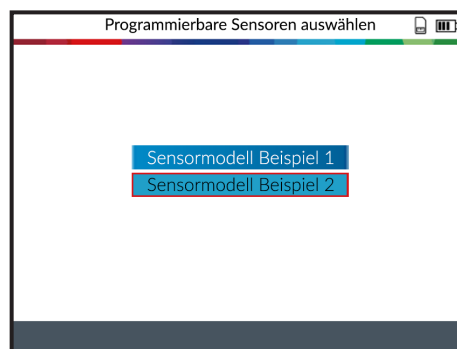 Programmierbare Sensoren auswählen
Sensormodell Beispiel 1
Sensormodell Beispiel 2